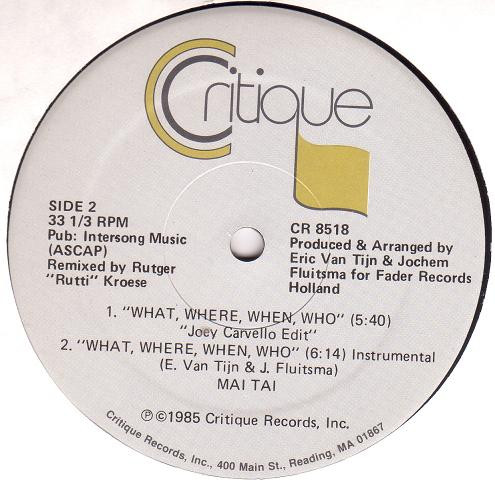 Critique
SIDE 2
33 1/3 RPM
Pub: Intersong Music
(ASCAP)
Remixed by Rutger
"Rutti" Kroese
CR 8518
Produced & Arranged by
Eric Van Tijn & Jochem
Fluitsma for Fader Records
Holland
1. "WHAT, WHERE, WHEN, WHO" (5:40)
"Joey Carvello Edit"
2. "WHAT, WHERE, WHEN, WHO" (6:14) Instrumental
(E. Van Tijn & J. Fluitsma)
MAI TAI
℗ ©1985 Critique Records, Inc.
Critique Records, Inc., 400 Main St., Reading, MA 01867